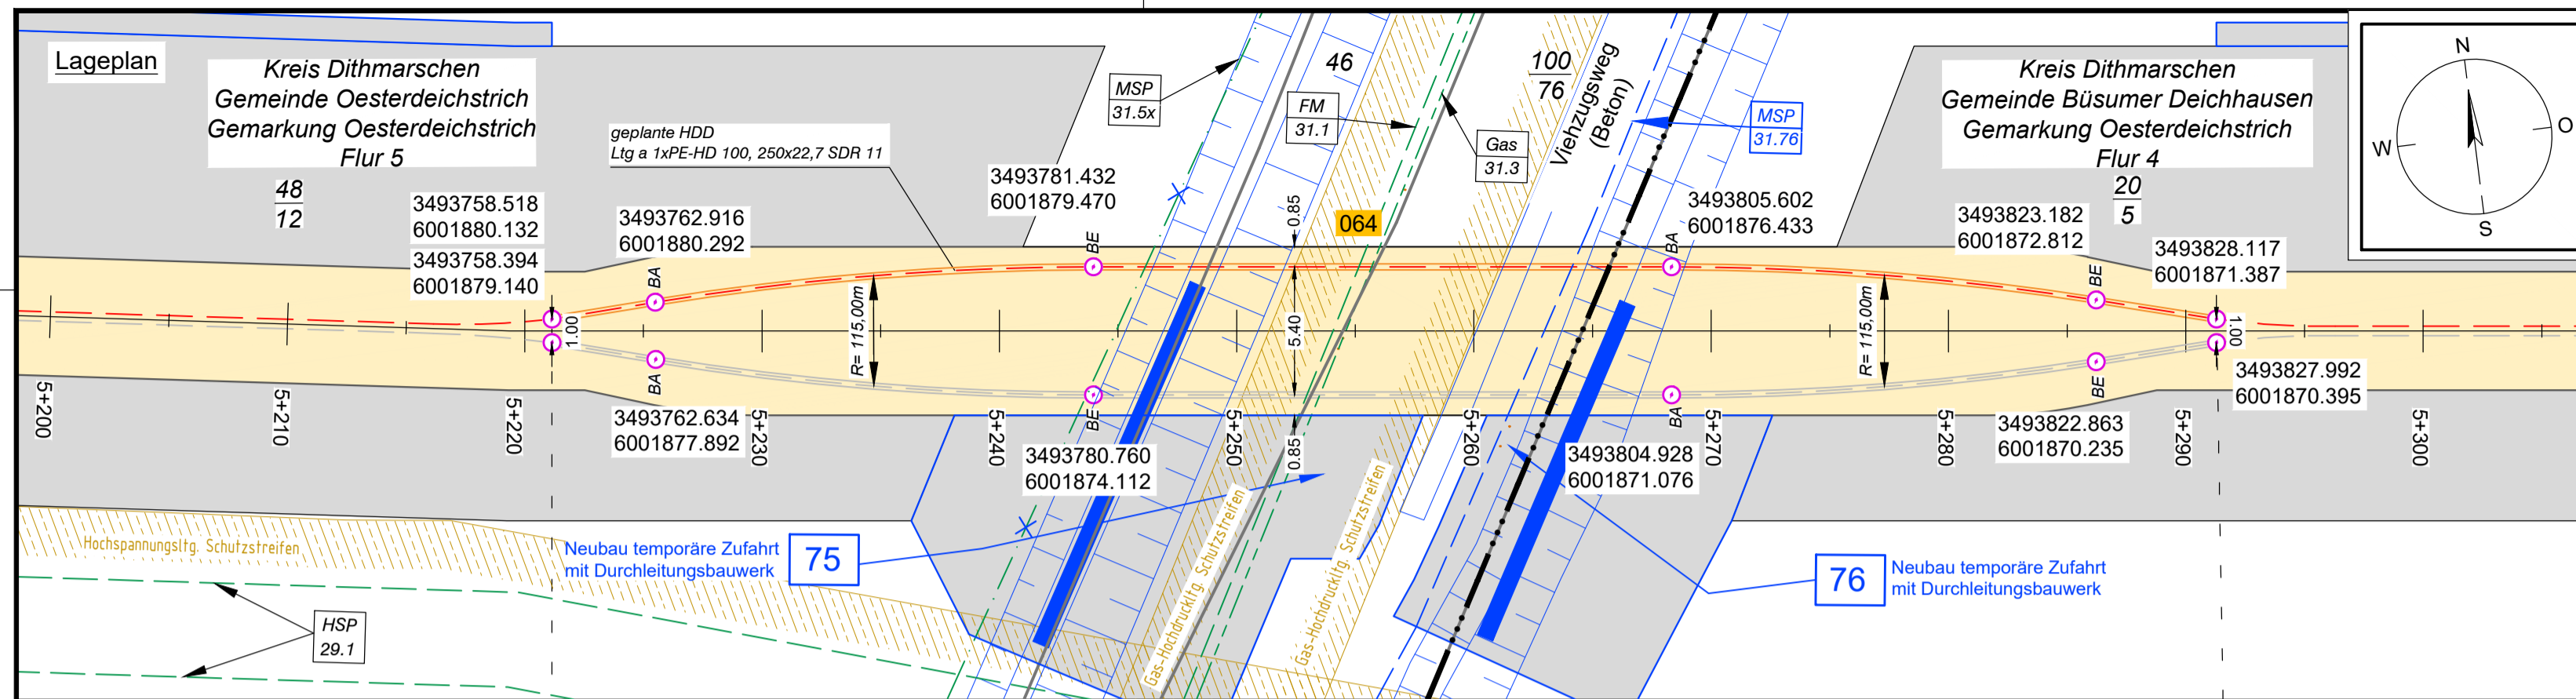 Lageplan
Kreis Dithmarschen
Gemeinde Oesterdeichstrich
Gemarkung Oesterdeichstrich
Flur 5
48
12
geplante HDD
Ltg a 1xPE-HD 100, 250x22,7 SDR 11
3493758.518
6001880.132
3493758.394
6001879.140
3493762.916
6001880.292
3493781.432
6001879.470
MSP
31.5x
46
FM
31.1
Gas
31.3
100
76
Viehzugsweg
(Beton)
MSP
31.76
064
3493805.602
6001876.433
Kreis Dithmarschen
Gemeinde Büsumer Deichhausen
Gemarkung Oesterdeichstrich
Flur 4
20
5
3493823.182
6001872.812
3493828.117
6001871.387
N
O
S
W
BA
BE
BA
BE
0.85
5.40
0.85
1.00
1.00
R= 115,00m
R= 115,00m
BA
BE
BA
BE
3493762.634
6001877.892
3493780.760
6001874.112
3493804.928
6001871.076
3493822.863
6001870.235
3493827.992
6001870.395
5+200
5+210
5+220
5+230
5+240
5+250
5+260
5+270
5+280
5+290
5+300
Hochspannungsltg. Schutzstreifen
Gas-Hochdruckltg. Schutzstreifen
Gas-Hochdruckltg. Schutzstreifen
Neubau temporäre Zufahrt
mit Durchleitungsbauwerk
75
76
Neubau temporäre Zufahrt
mit Durchleitungsbauwerk
HSP
29.1